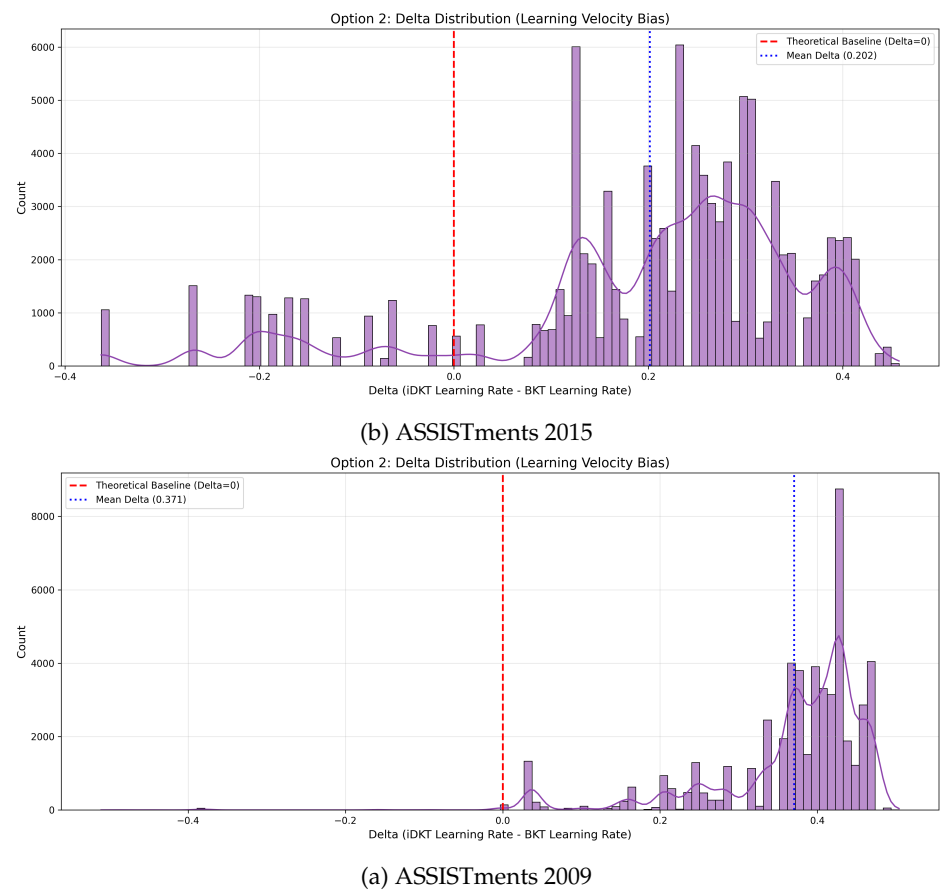 Option 2: Delta Distribution (Learning Velocity Bias)
6000
5000
4000
3000
2000
1000
0
Count
Theoretical Baseline (Delta=0)
Mean Delta (0.202)
−0.4 −0.2 0.0 0.2 0.4
Delta (iDKT Learning Rate - BKT Learning Rate)
(b) ASSISTments 2015
Option 2: Delta Distribution (Learning Velocity Bias)
Theoretical Baseline (Delta=0)
Mean Delta (0.371)
8000
6000
4000
2000
0
Count
−0.4 −0.2 0.0 0.2 0.4
Delta (iDKT Learning Rate - BKT Learning Rate)
(a) ASSISTments 2009